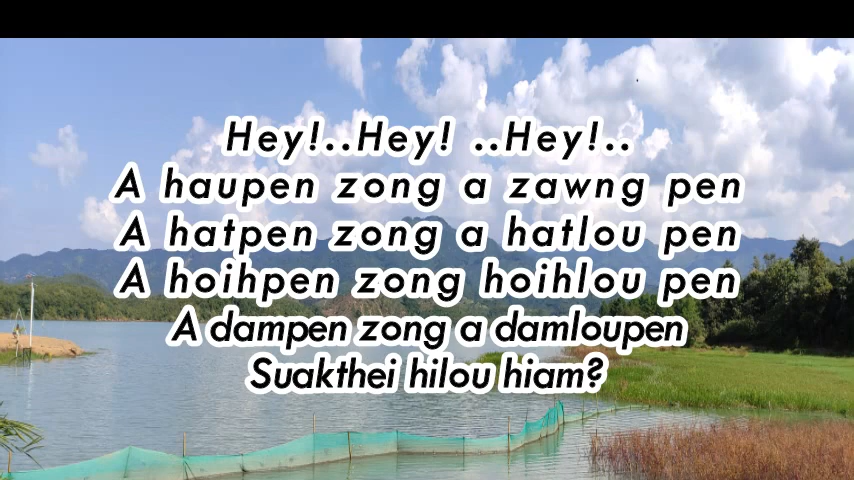 Hey!..Hey! ..Hey!..
A haupen zong a zawng pen
A hatpen zong a hatlou pen
A hoihpen zong hoihlou pen
A dampen zong a damloupen
Suakthei hilou hiam?